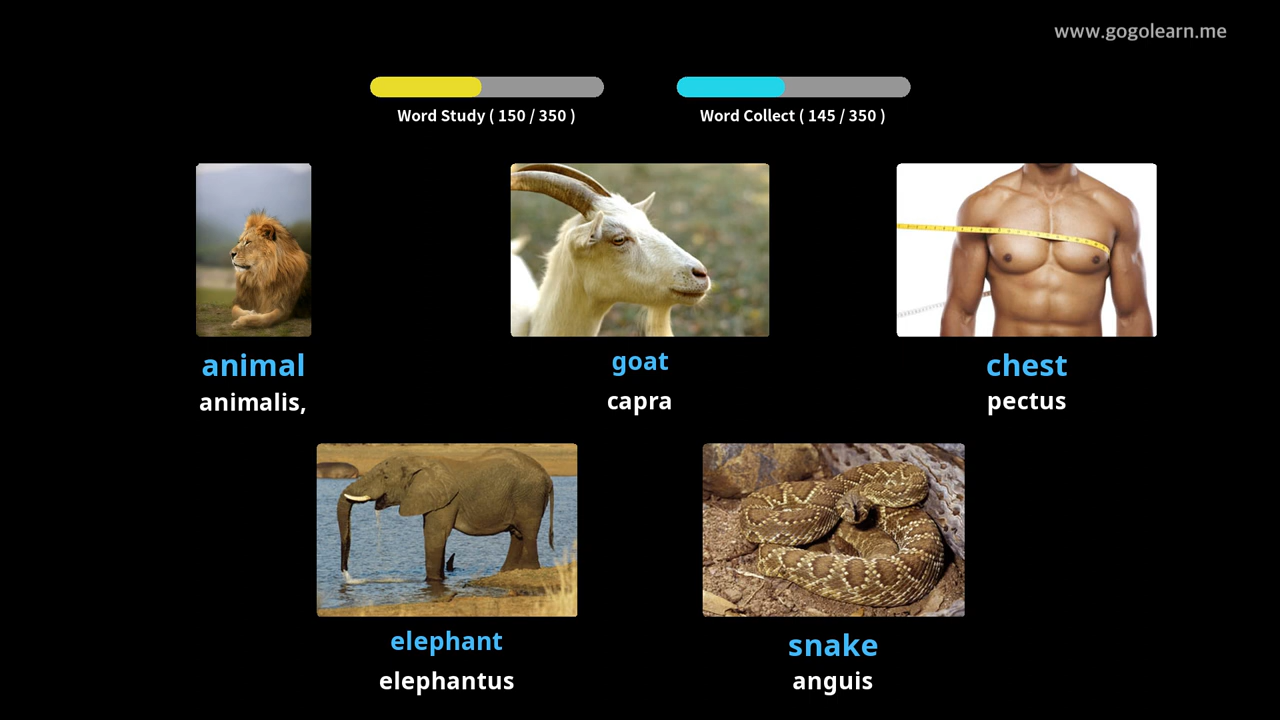 www.gogolearn.me
Word Study ( 150 / 350 )
Word Collect ( 145 / 350 )
animal
animalis,
goat
capra
chest
pectus
elephant
elephantus
snake
anguis